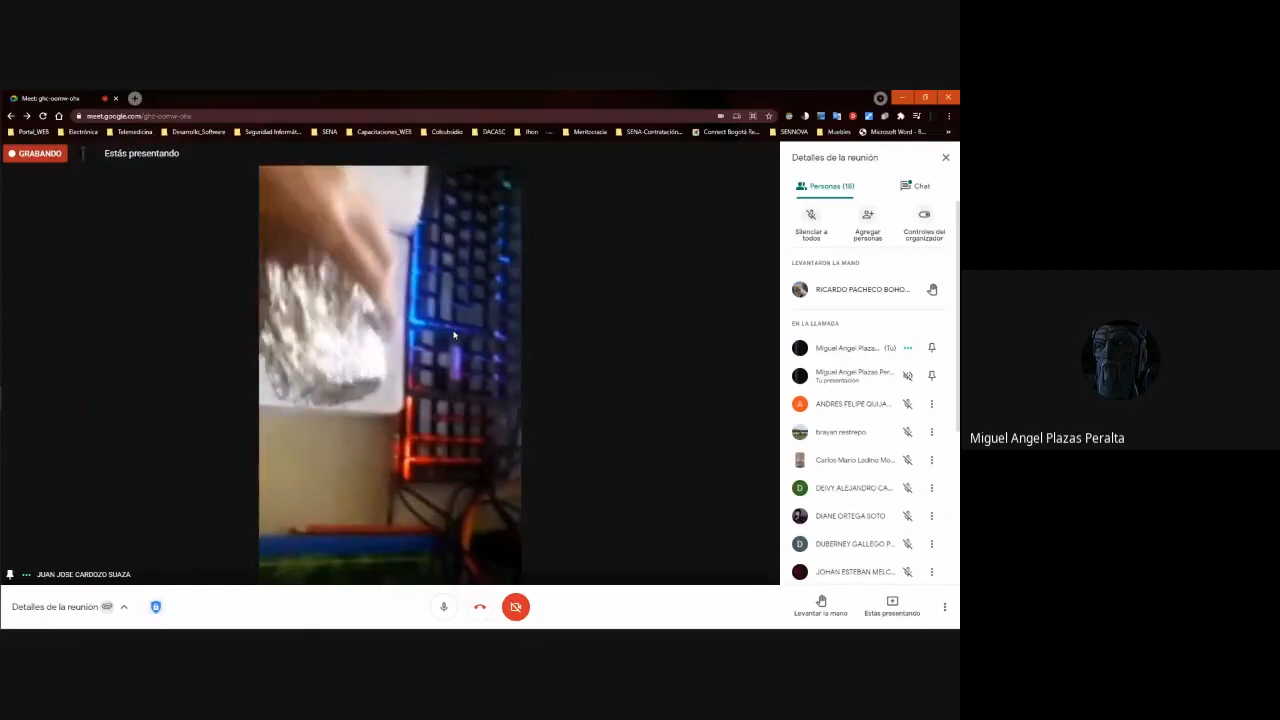 Meet: ghc-oomw-ohx
meet.google.com/ghc-oomw-ohx
Portal_WEB Electrónica Telemedicina Desarrollo_Software Seguridad Informát... SENA Capacitaciones_WEB Colsubsidio DACASC Jhon Meritocracia SENA-Contratación... Connect Bogotá Re... SENNOVA Muebles Microsoft Word - R... »
GRABANDO
Estás presentando
Detalles de la reunión
Personas (18) Chat
Silenciar a todos
Agregar personas
Controles del organizador
LEVANTARON LA MANO
RICARDO PACHECO BOHO...
EN LA LLAMADA
Miguel Angel Plaza... (Tú)
Miguel Angel Plazas Per...
Tu presentación
ANDRES FELIPE QUIJA...
brayan restrepo
Carlos Mario Ladino Mo...
DEIVY ALEJANDRO CA...
DIANE ORTEGA SOTO
DUBERNEY GALLEGO P...
JOHAN ESTEBAN MELC...
JUAN JOSE CARDOZO SUAZA
Detalles de la reunión
Levantar la mano
Estás presentando
Miguel Angel Plazas Peralta